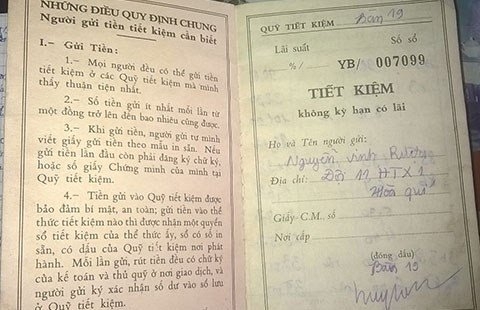 NHỮNG ĐIỀU QUY ĐỊNH CHUNG
Người gửi tiền tiết kiệm cần biết
I.— Gửi Tiền:
1.— Mọi người đều có thể gửi tiền
tiết kiệm ở các Quỹ tiết kiệm mà mình
thấy thuận tiện nhất.
2.— Số tiền gửi ít nhất mỗi lần từ
một đồng trở lên đến bao nhiêu cũng được.
3.— Khi gửi tiền, người gửi tự mình
viết giấy gửi tiền theo mẫu in sẵn. Nếu
gửi tiền lần đầu còn phải đăng ký chữ ký,
hoặc số giấy Chứng minh của mình tại
Quỹ tiết kiệm.
4.— Tiền gửi vào Quỹ tiết kiệm được
bảo đảm bí mật, an toàn; gửi tiền vào thể
thức tiết kiệm nào thì được nhận một quyển
sổ tiết kiệm của thể thức ấy, sổ có số in
sẵn, có dấu của Quỹ tiết kiệm nơi phát
hành. Mỗi lần gửi, rút tiền đều có chữ ký
của kế toán và thủ quỹ ở nơi giao dịch, và
người gửi ký xác nhận số dư vào sổ lưu
ở Quỹ tiết kiệm.
QUỸ TIẾT KIỆM Bàn 19
Lãi suất Số sổ
%/ YB/ 007099
TIẾT KIỆM
không kỳ hạn có lãi
Họ và Tên người gửi:
Nguyễn
Địa chỉ: Đội 11 HTX1
Hòa quí
Giấy C.M. số
Nơi cấp
(đóng dấu)
Bàn 19